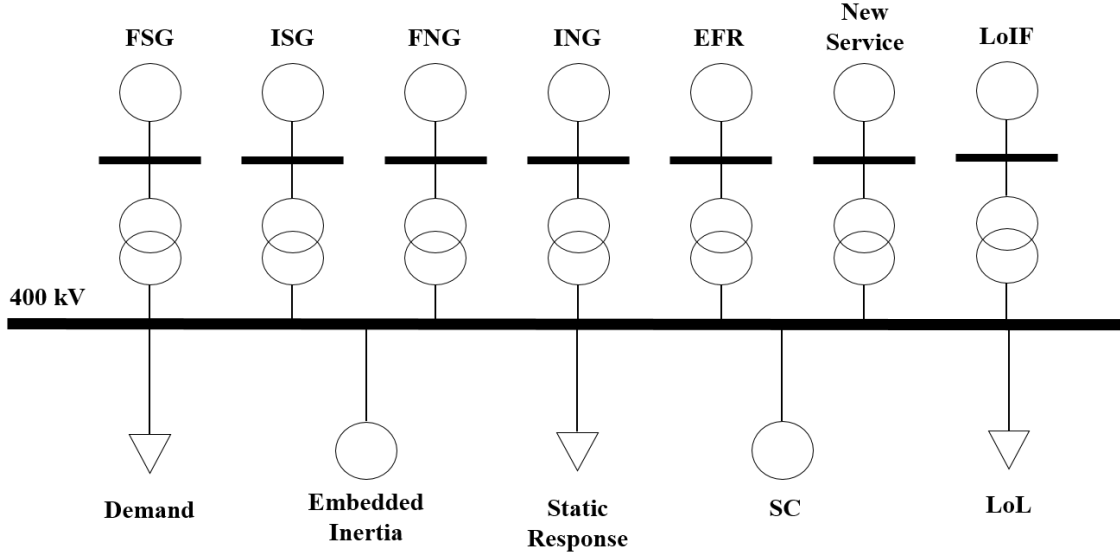 FSG
ISG
FNG
ING
EFR
New
Service
LoIF
400 kV
Demand
Embedded
Inertia
Static
Response
SC
LoL